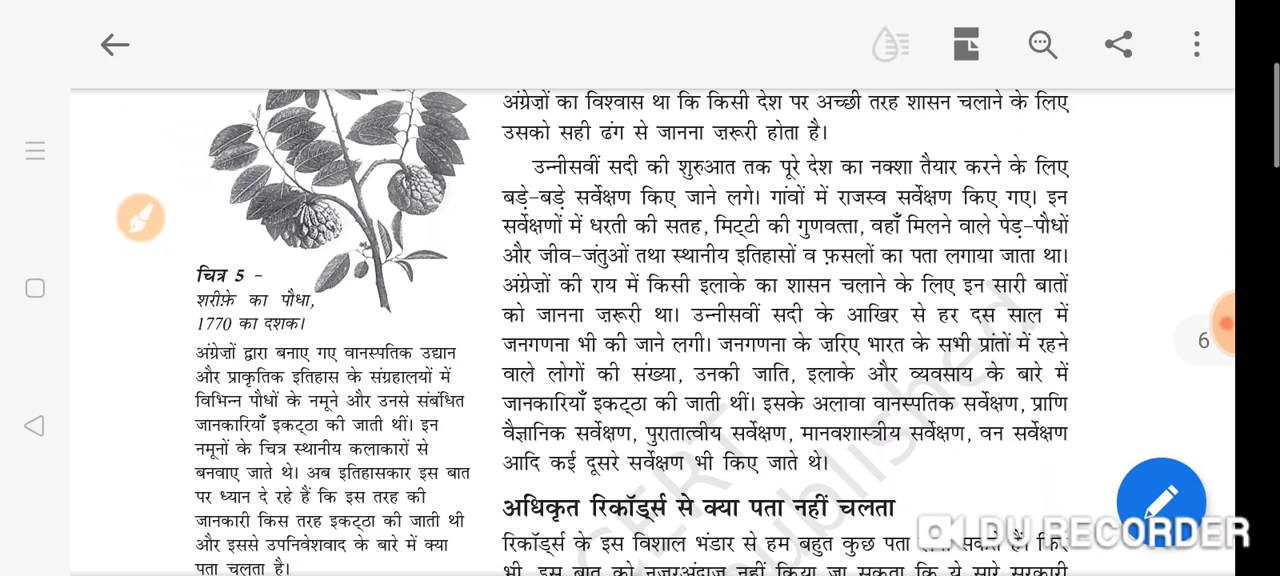 अंग्रेजों का विश्वास था कि किसी देश पर अच्छी तरह शासन चलाने के लिए
उसको सही ढंग से जानना ज़रूरी होता है।
उन्नीसवीं सदी की शुरुआत तक पूरे देश का नक्शा तैयार करने के लिए
बड़े-बड़े सर्वेक्षण किए जाने लगे। गांवों में राजस्व सर्वेक्षण किए गए। इन
सर्वेक्षणों में धरती की सतह, मिट्टी की गुणवत्ता, वहाँ मिलने वाले पेड़-पौधों
और जीव-जंतुओं तथा स्थानीय इतिहासों व फ़सलों का पता लगाया जाता था।
अंग्रेजों की राय में किसी इलाके का शासन चलाने के लिए इन सारी बातों
को जानना ज़रूरी था। उन्नीसवीं सदी के आखिर से हर दस साल में
जनगणना भी की जाने लगी। जनगणना के ज़रिए भारत के सभी प्रांतों में रहने
वाले लोगों की संख्या, उनकी जाति, इलाके और व्यवसाय के बारे में
जानकारियाँ इकट्ठा की जाती थीं। इसके अलावा वानस्पतिक सर्वेक्षण, प्राणि
वैज्ञानिक सर्वेक्षण, पुरातात्वीय सर्वेक्षण, मानवशास्त्रीय सर्वेक्षण, वन सर्वेक्षण
आदि कई दूसरे सर्वेक्षण भी किए जाते थे।
अधिकृत रिकॉर्ड्स से क्या पता नहीं चलता
रिकॉर्ड्स के इस विशाल भंडार से हम बहुत कुछ पता
भी, इस बात को नज़रअंदाज़ नहीं किया जा सकता कि ये सारे सरकारी
चित्र 5 -
शरीफ़े का पौधा,
1770 का दशक।
अंग्रेजों द्वारा बनाए गए वानस्पतिक उद्यान
और प्राकृतिक इतिहास के संग्रहालयों में
विभिन्न पौधों के नमूने और उनसे संबंधित
जानकारियाँ इकट्ठा की जाती थीं। इन
नमूनों के चित्र स्थानीय कलाकारों से
बनवाए जाते थे। अब इतिहासकार इस बात
पर ध्यान दे रहे हैं कि इस तरह की
जानकारी किस तरह इकट्ठा की जाती थी
और इससे उपनिवेशवाद के बारे में क्या
पता चलता है।
6
DU RECORDER